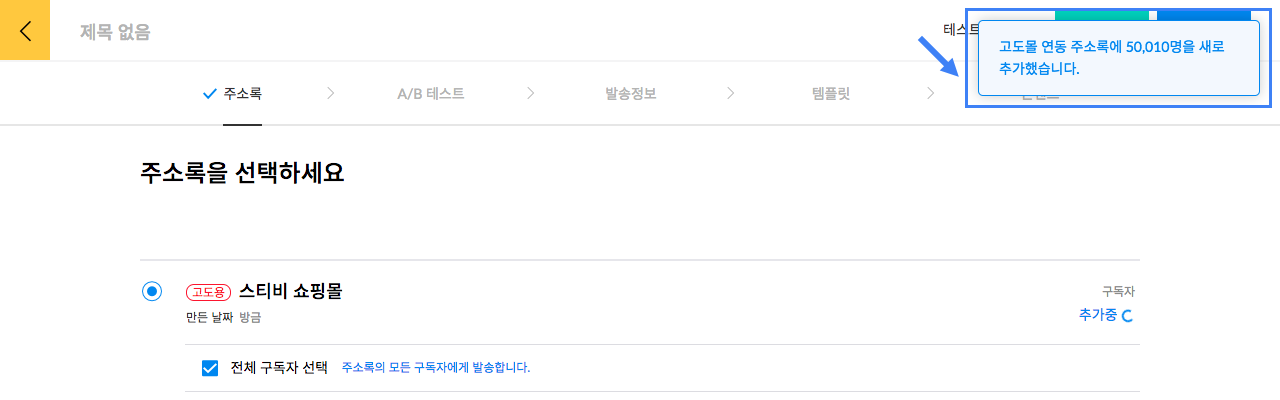 제목 없음
테스트
고도몰 연동 주소록에 50,010명을 새로
추가했습니다.
주소록
A/B 테스트
발송정보
템플릿
주소록을 선택하세요
고도용 스티비 쇼핑몰
구독자
만든 날짜 방금
추가중
전체 구독자 선택 주소록의 모든 구독자에게 발송합니다.